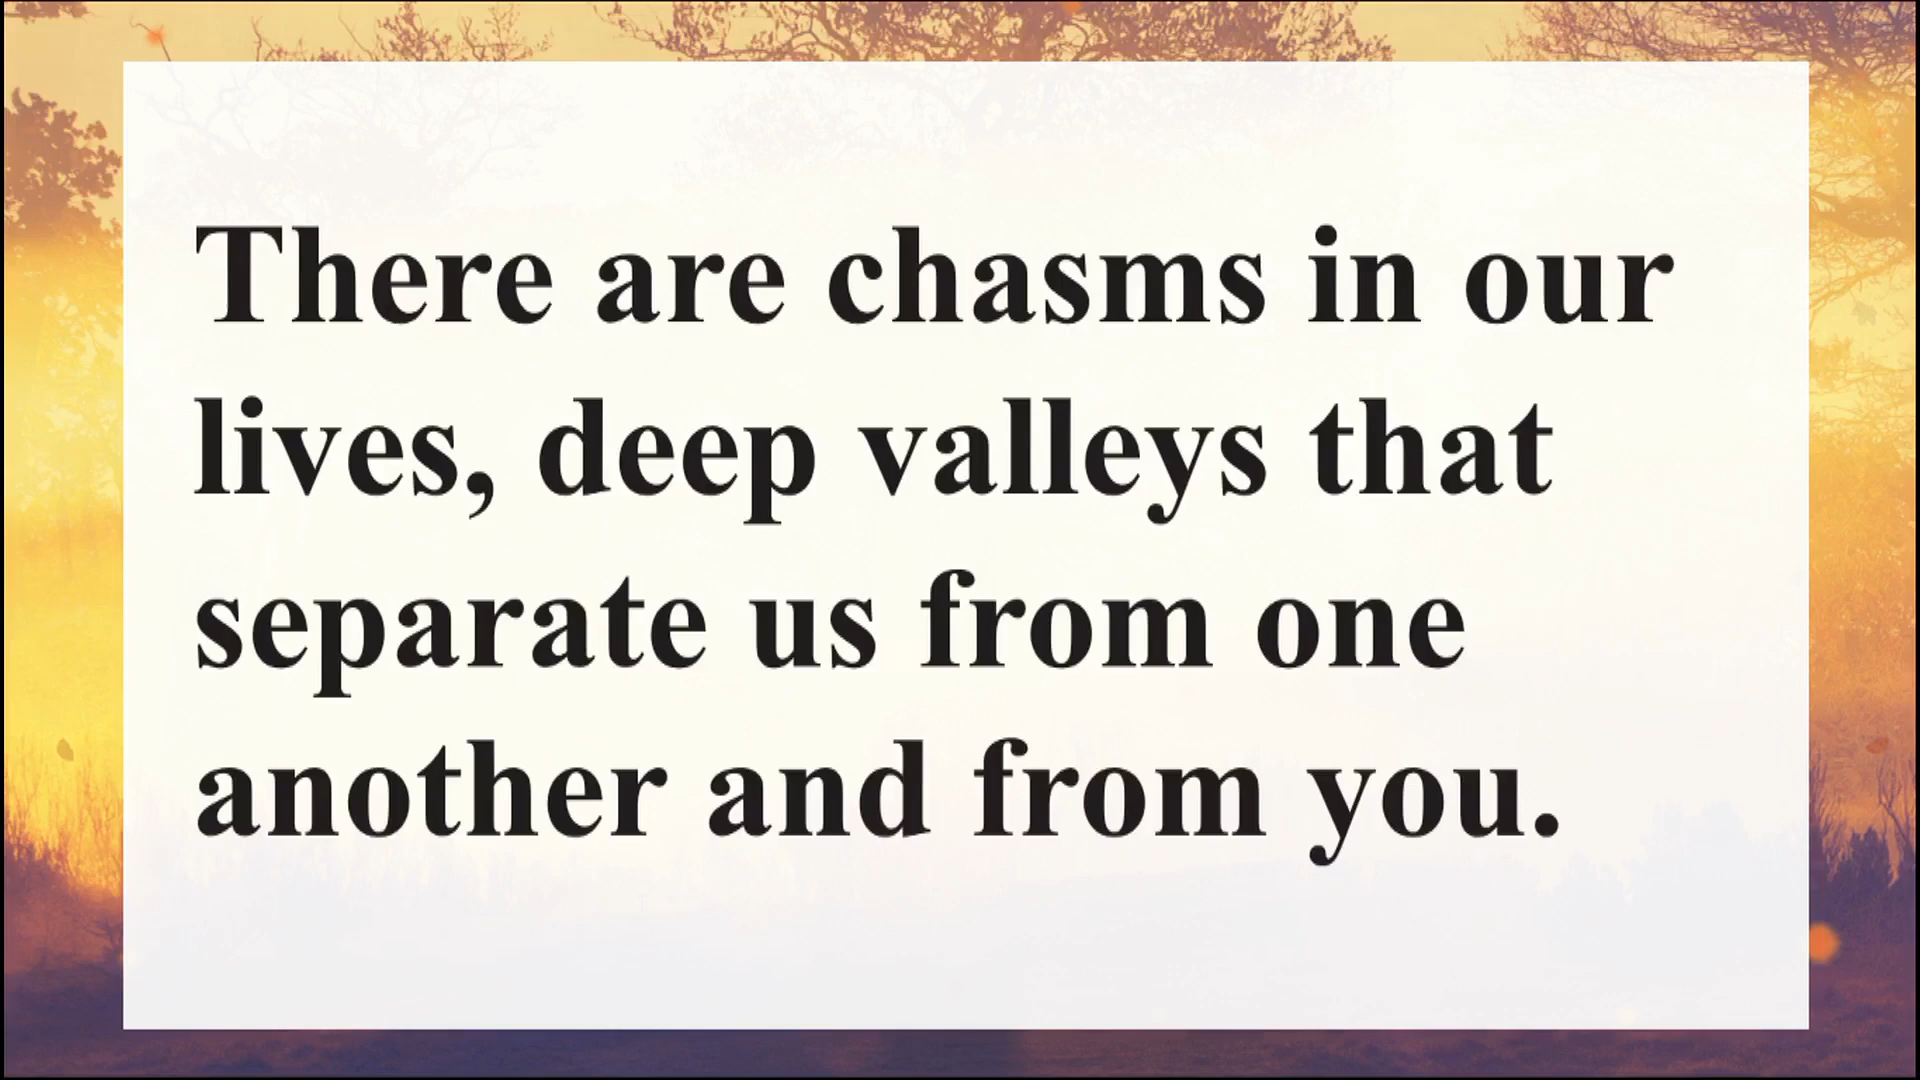 There are chasms in our
lives, deep valleys that
separate us from one
another and from you.